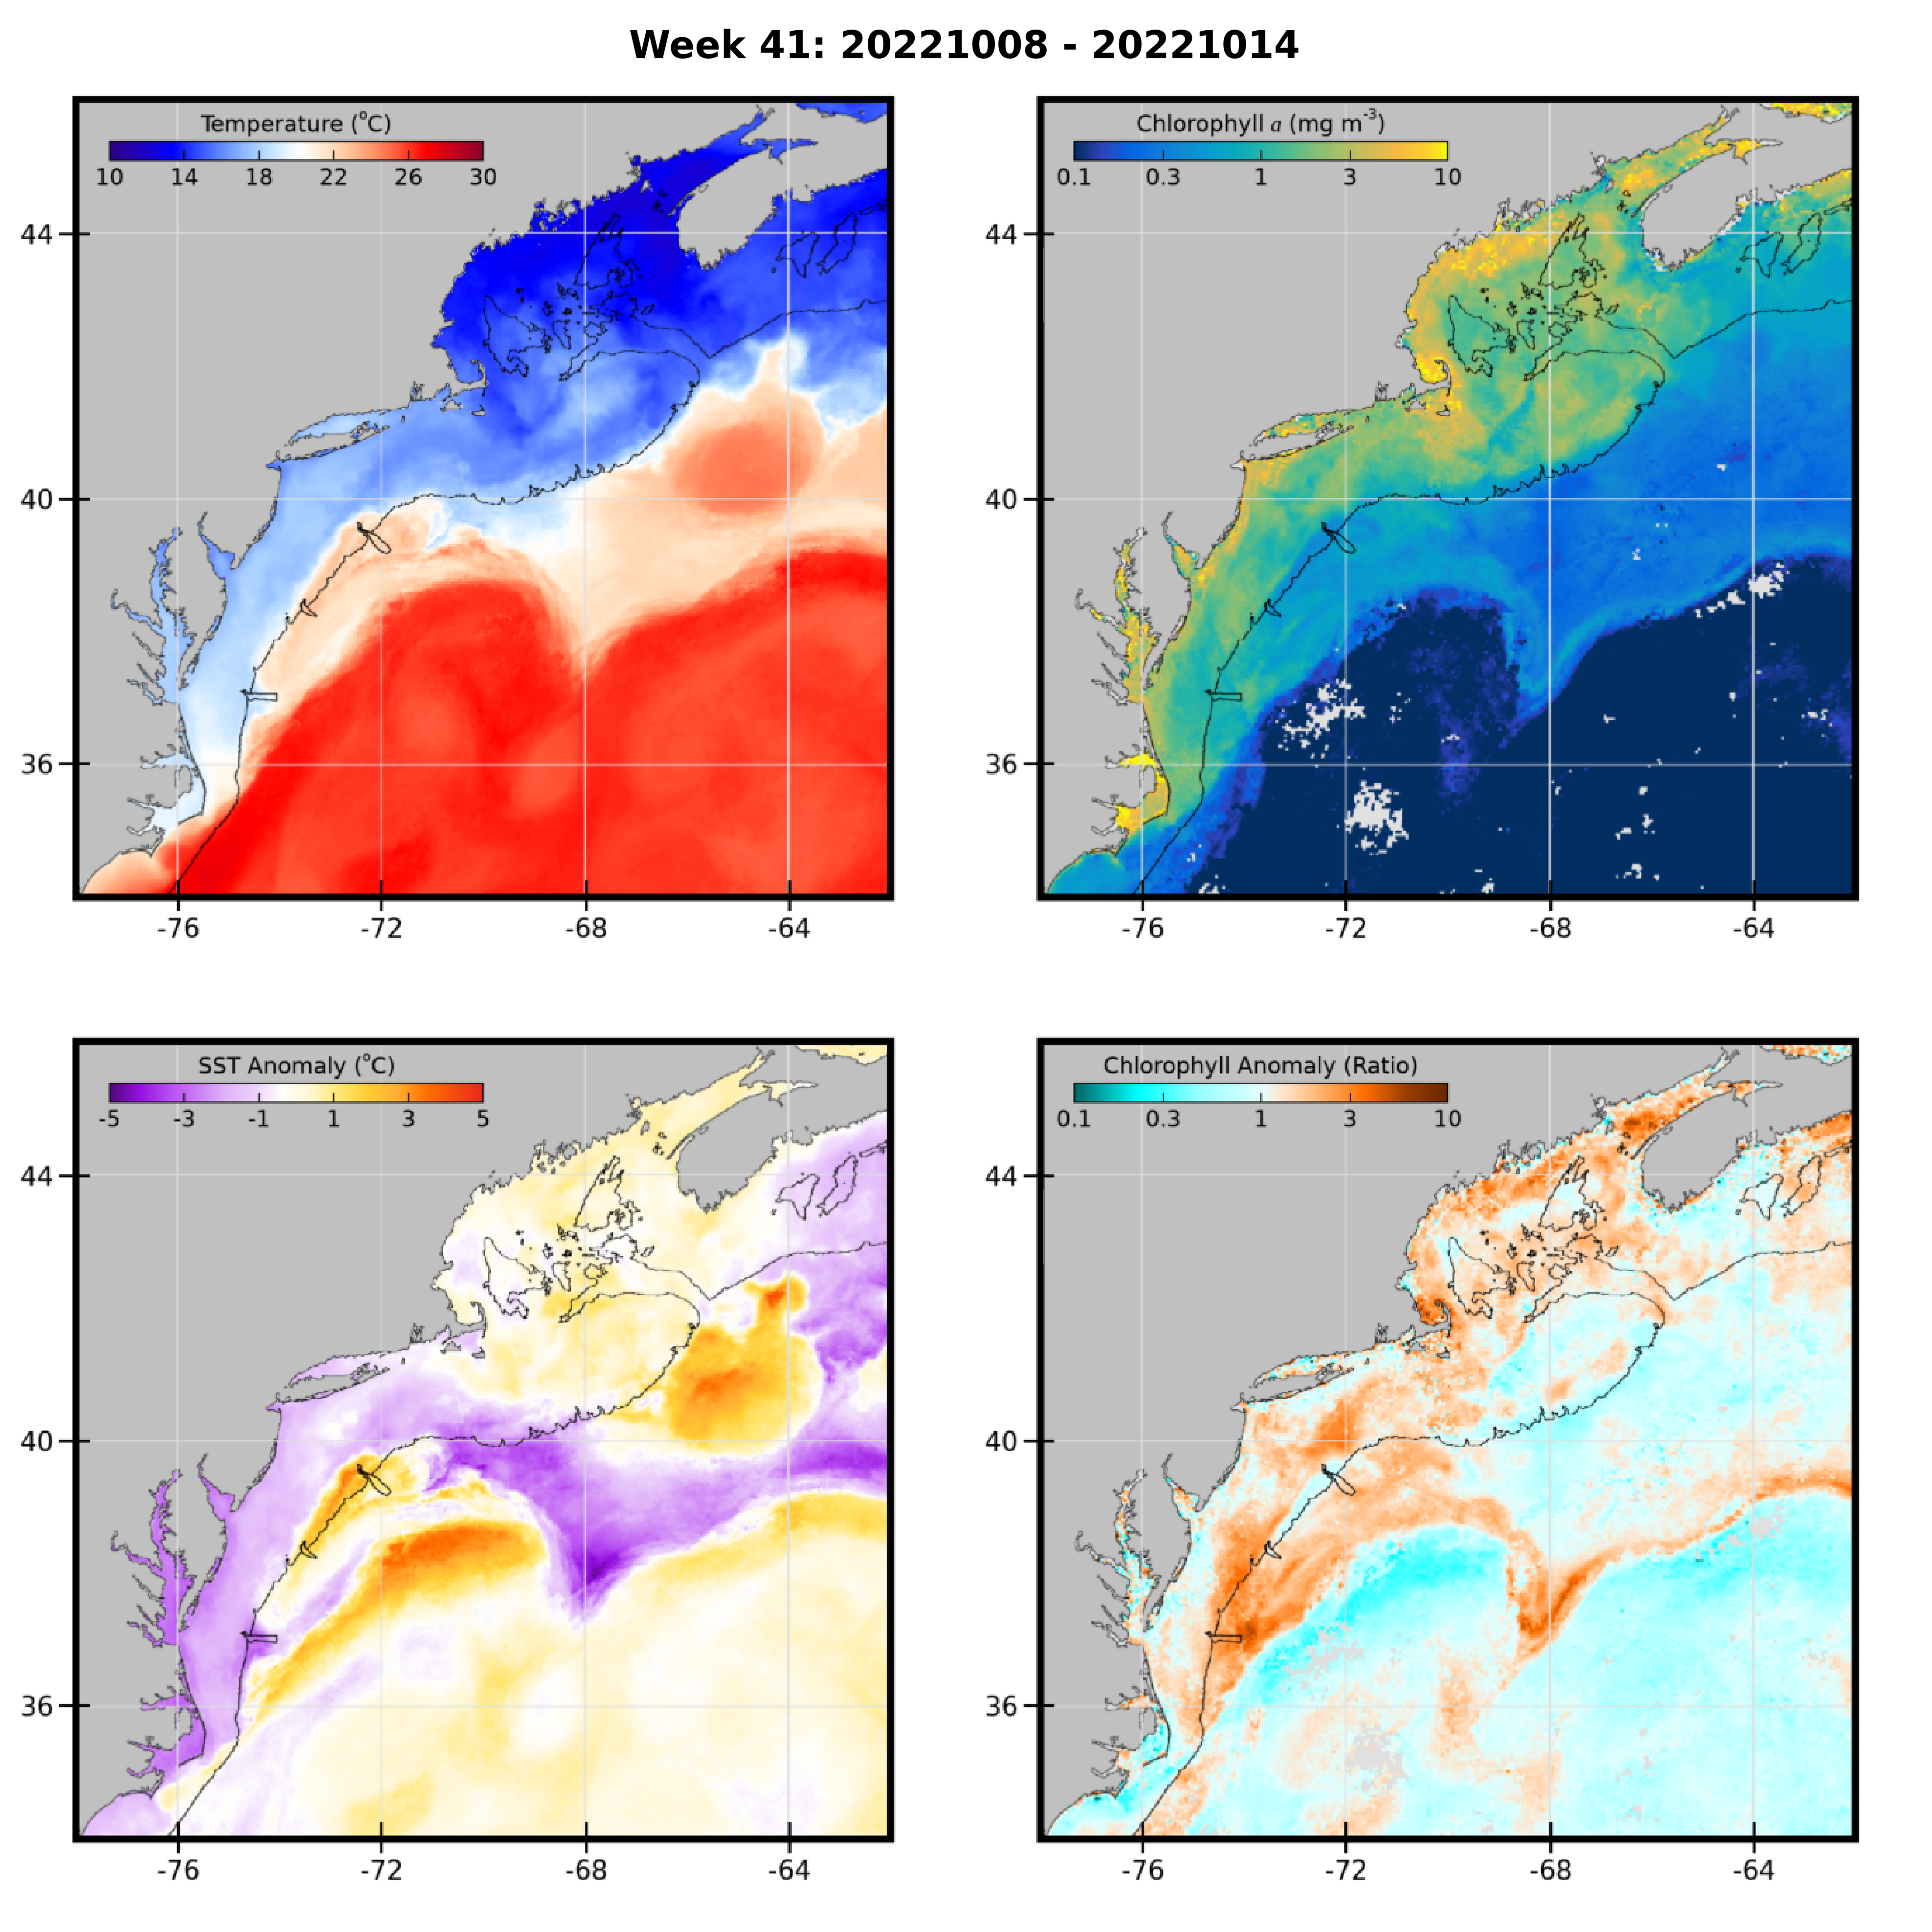 Week 41: 20221008 - 20221014
Temperature (°C)
10 14 18 22 26 30
44
40
36
-76 -72 -68 -64
Chlorophyll a (mg m⁻³)
0.1 0.3 1 3 10
44
40
36
-76 -72 -68 -64
SST Anomaly (°C)
-5 -3 -1 1 3 5
44
40
36
-76 -72 -68 -64
Chlorophyll Anomaly (Ratio)
0.1 0.3 1 3 10
44
40
36
-76 -72 -68 -64